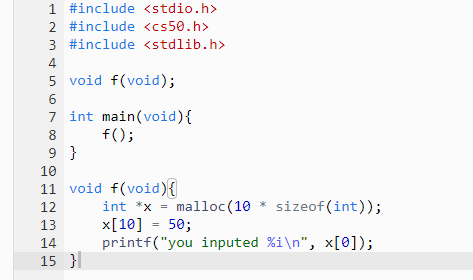 1 #include <stdio.h>
2 #include <cs50.h>
3 #include <stdlib.h>
4
5 void f(void);
6
7 int main(void){
8     f();
9 }
10
11 void f(void){
12     int *x = malloc(10 * sizeof(int));
13     x[10] = 50;
14     printf("you inputed %i\n", x[0]);
15 }